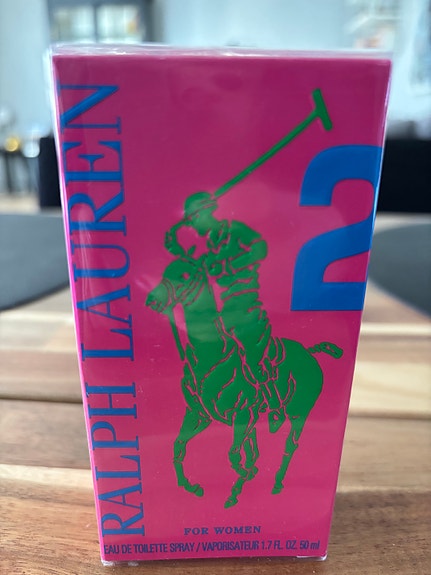 RALPH LAUREN
2
FOR WOMEN
EAU DE TOILETTE SPRAY / VAPORISATEUR 1.7 FL. OZ. 50 ml